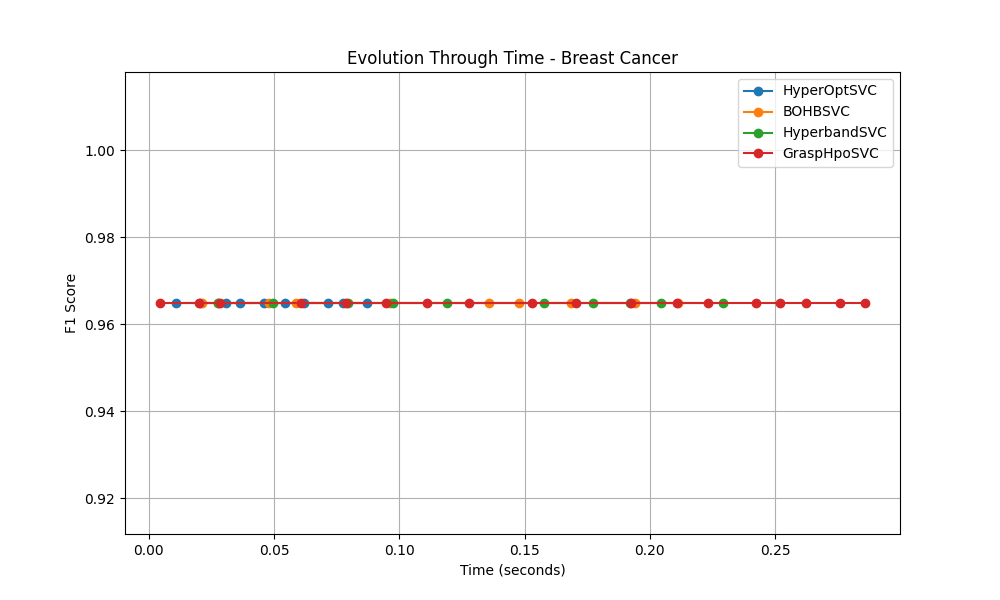 Evolution Through Time - Breast Cancer
HyperOptSVC
BOHBSVC
HyperbandSVC
GraspHpoSVC
F1 Score
1.00
0.98
0.96
0.94
0.92
0.00
0.05
0.10
0.15
0.20
0.25
Time (seconds)